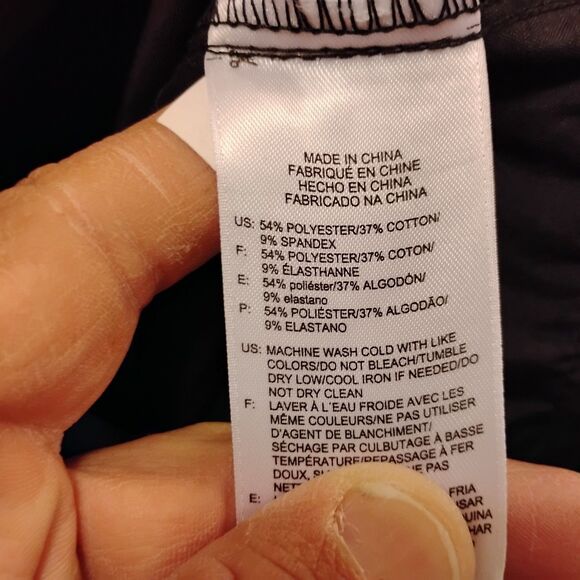 MADE IN CHINA
FABRIQUÉ EN CHINE
HECHO EN CHINA
FABRICADO NA CHINA
US: 54% POLYESTER/37% COTTON/
9% SPANDEX
F: 54% POLYESTER/37% COTON/
9% ÉLASTHANNE
E: 54% poliéster/37% ALGODÓN/
9% elastano
P: 54% POLIÉSTER/37% ALGODÃO/
9% ELASTANO
US: MACHINE WASH COLD WITH LIKE
COLORS/DO NOT BLEACH/TUMBLE
DRY LOW/COOL IRON IF NEEDED/DO
NOT DRY CLEAN
F: LAVER À L'EAU FROIDE AVEC LES
MÊME COULEURS/NE PAS UTILISER
D'AGENT DE BLANCHIMENT/
SÉCHAGE PAR CULBUTAGE À BASSE
TEMPÉRATURE/REPASSAGE À FER
DOUX, NE PAS
E: FRIA